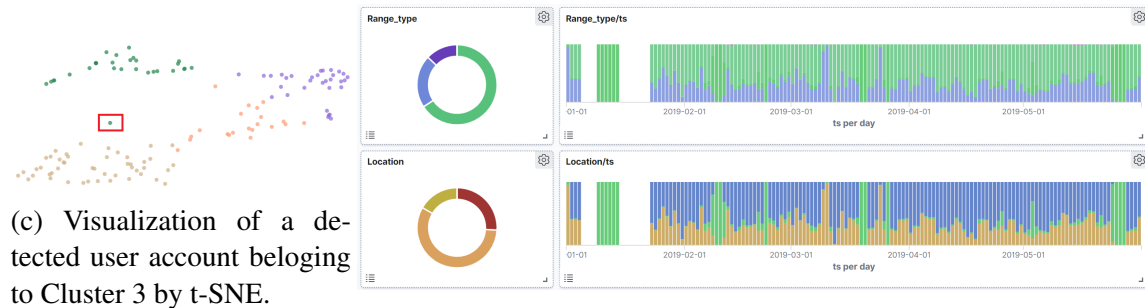 (c) Visualization of a de-
tected user account beloging
to Cluster 3 by t-SNE.
Range_type
Range_type/ts
01-01 2019-02-01 2019-03-01 2019-04-01 2019-05-01
ts per day
Location
Location/ts
01-01 2019-02-01 2019-03-01 2019-04-01 2019-05-01
ts per day